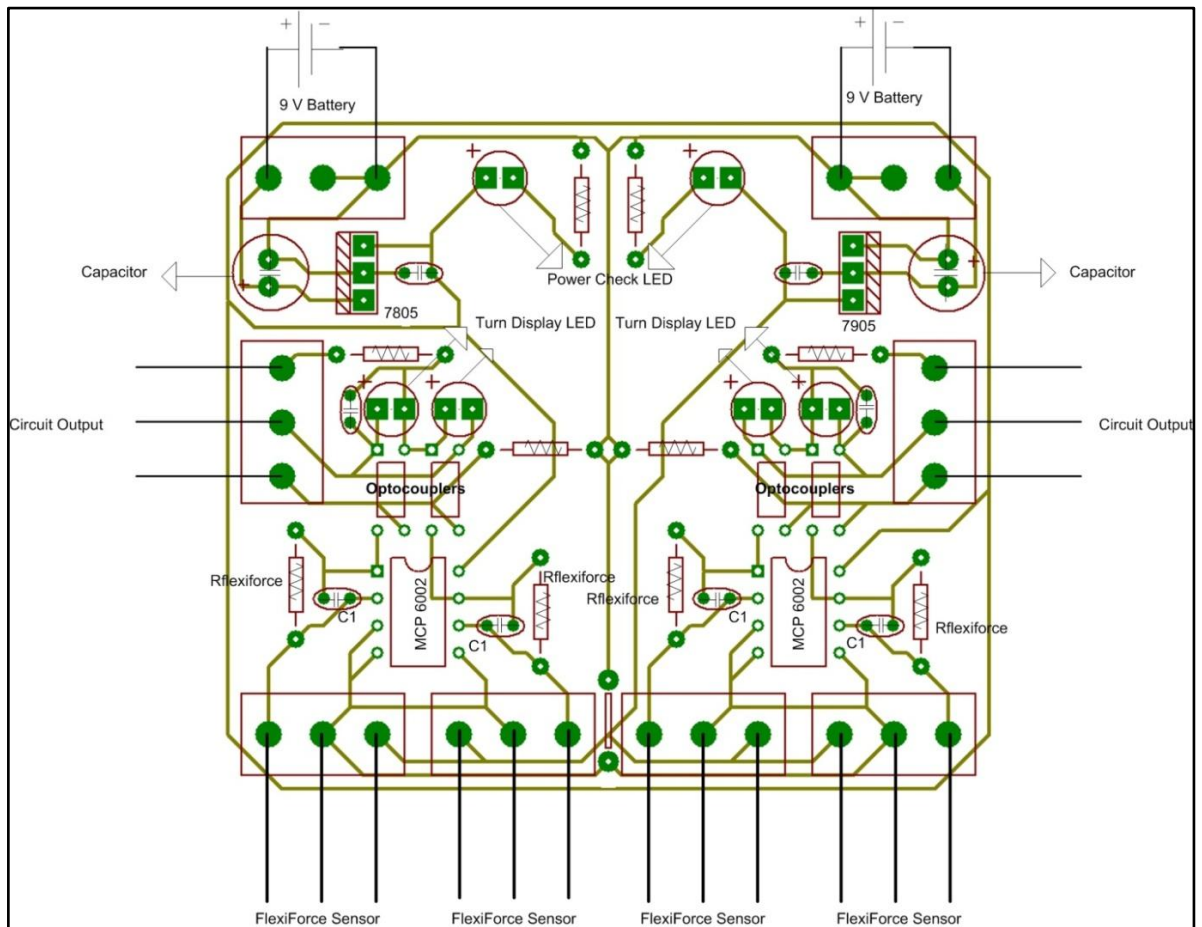 + −
+ −
9 V Battery
9 V Battery
+
+
Capacitor
Power Check LED
Capacitor
+
+
7805
7905
Turn Display LED
Turn Display LED
+
+
+
+
Circuit Output
Circuit Output
Optocouplers
Optocouplers
Rflexiforce
Rflexiforce
Rflexiforce
Rflexiforce
MCP 6002
MCP 6002
C1
C1
C1
C1
FlexiForce Sensor
FlexiForce Sensor
FlexiForce Sensor
FlexiForce Sensor